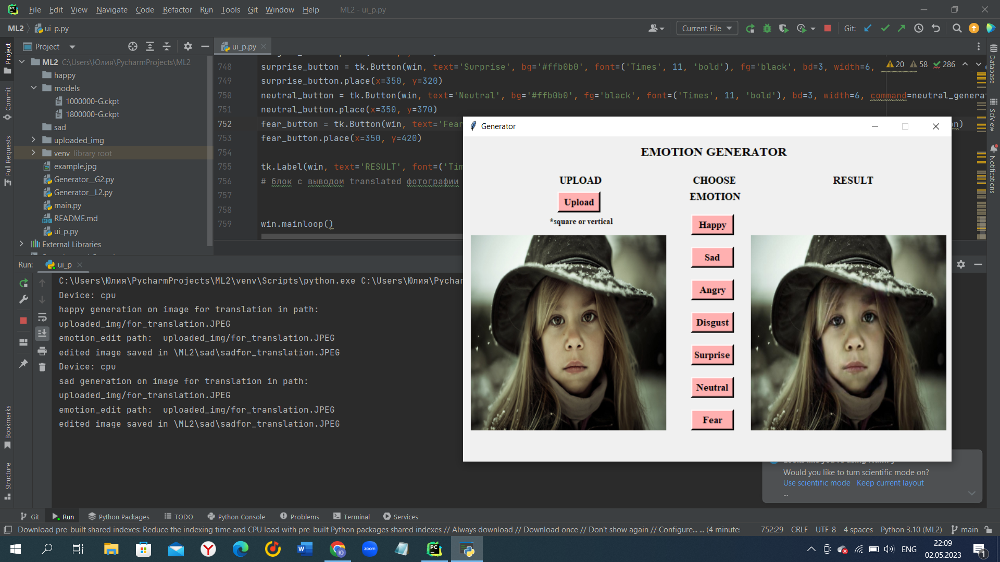 File Edit View Navigate Code Refactor Run Tools Git Window Help ML2 - ui_p.py
ML2 ui_p.py Current File Git:
Project ui_p.py
ML2 C:\Users\Юлия\PycharmProjects\ML2
happy
models
1000000-G.ckpt
1800000-G.ckpt
sad
uploaded_img
venv library root
example.jpg
Generator__G2.py
Generator__L2.py
main.py
README.md
ui_p.py
External Libraries
20 58 286
748 surprise_button = tk.Button(win, text='Surprise', bg='#ffb0b0', font=('Times', 11, 'bold'), fg='black', bd=3, width=6,
749 surprise_button.place(x=350, y=320)
750 neutral_button = tk.Button(win, text='Neutral', bg='#ffb0b0', fg='black', font=('Times', 11, 'bold'), bd=3, width=6, command=neutral_generat
751 neutral_button.place(x=350, y=370)
752 fear_button = tk.Button(win, text='Fear
753 fear_button.place(x=350, y=420)
754
755 tk.Label(win, text='RESULT', font=('Tim
756 # блок с выводом translated фотографии
757
758
759 win.mainloop()
Project
Commit
Pull Requests
Bookmarks
Structure
Database
SciView
Notifications
Generator
EMOTION GENERATOR
UPLOAD
Upload
*square or vertical
CHOOSE
EMOTION
Happy
Sad
Angry
Disgust
Surprise
Neutral
Fear
RESULT
Run: ui_p
C:\Users\Юлия\PycharmProjects\ML2\venv\Scripts\python.exe C:\Users\Юлия\Pychar
Device: cpu
happy generation on image for translation in path:
uploaded_img/for_translation.JPEG
emotion_edit path:  uploaded_img/for_translation.JPEG
edited image saved in \ML2\sad\sadfor_translation.JPEG
Device: cpu
sad generation on image for translation in path:
uploaded_img/for_translation.JPEG
emotion_edit path:  uploaded_img/for_translation.JPEG
edited image saved in \ML2\sad\sadfor_translation.JPEG
Would you like to turn scientific mode on?
Use scientific mode Keep current layout
...
Git Run Python Packages TODO Python Console Problems Terminal Services
Download pre-built shared indexes: Reduce the indexing time and CPU load with pre-built Python packages shared indexes // Always download // Download once // Don't show again // Configure... ... (4 minutes 752:29 CRLF UTF-8 4 spaces Python 3.10 (ML2) main
zoom ENG
22:09
02.05.2023
1